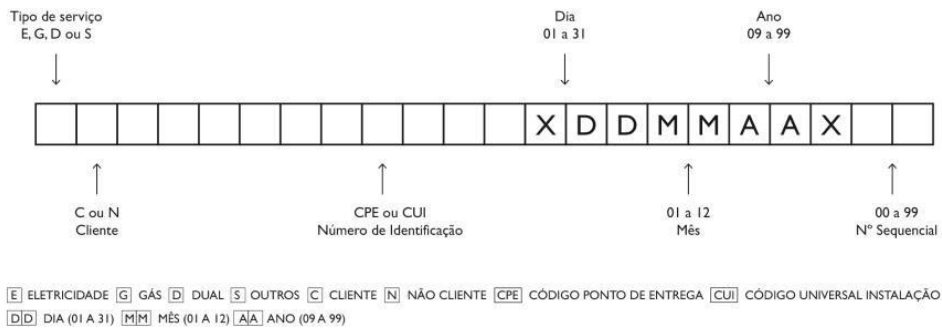 Tipo de serviço
E, G, D ou S
Dia
01 a 31
Ano
09 a 99
X D D M M A A X
C ou N
Cliente
CPE ou CUI
Número de Identificação
01 a 12
Mês
00 a 99
Nº Sequencial
E ELETRICIDADE G GÁS D DUAL S OUTROS C CLIENTE N NÃO CLIENTE CPE CÓDIGO PONTO DE ENTREGA CUI CÓDIGO UNIVERSAL INSTALAÇÃO
DD DIA (01 A 31) MM MÊS (01 A 12) AA ANO (09 A 99)